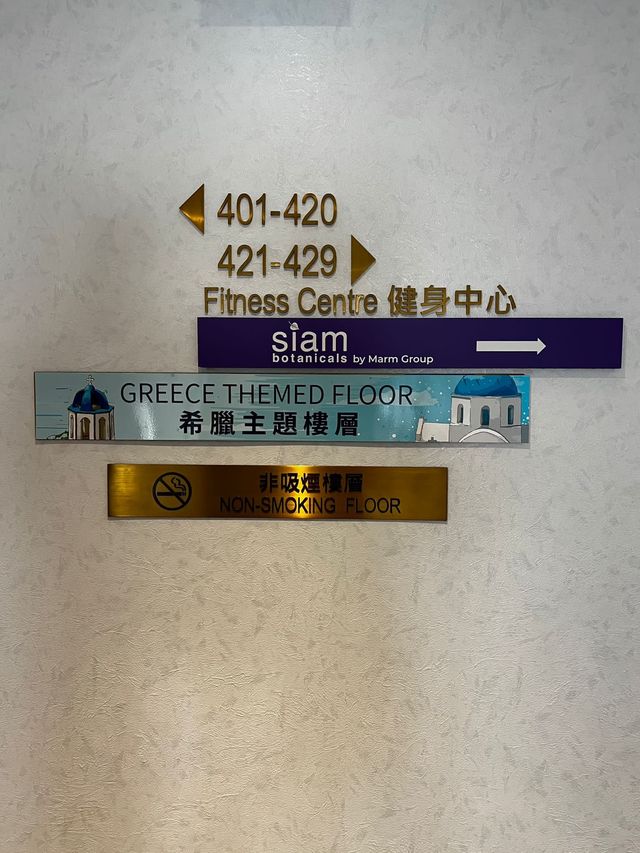 401-420
421-429
Fitness Centre 健身中心
siam
botanicals by Marm Group
GREECE THEMED FLOOR
希臘主題樓層
非吸煙樓層
NON-SMOKING FLOOR